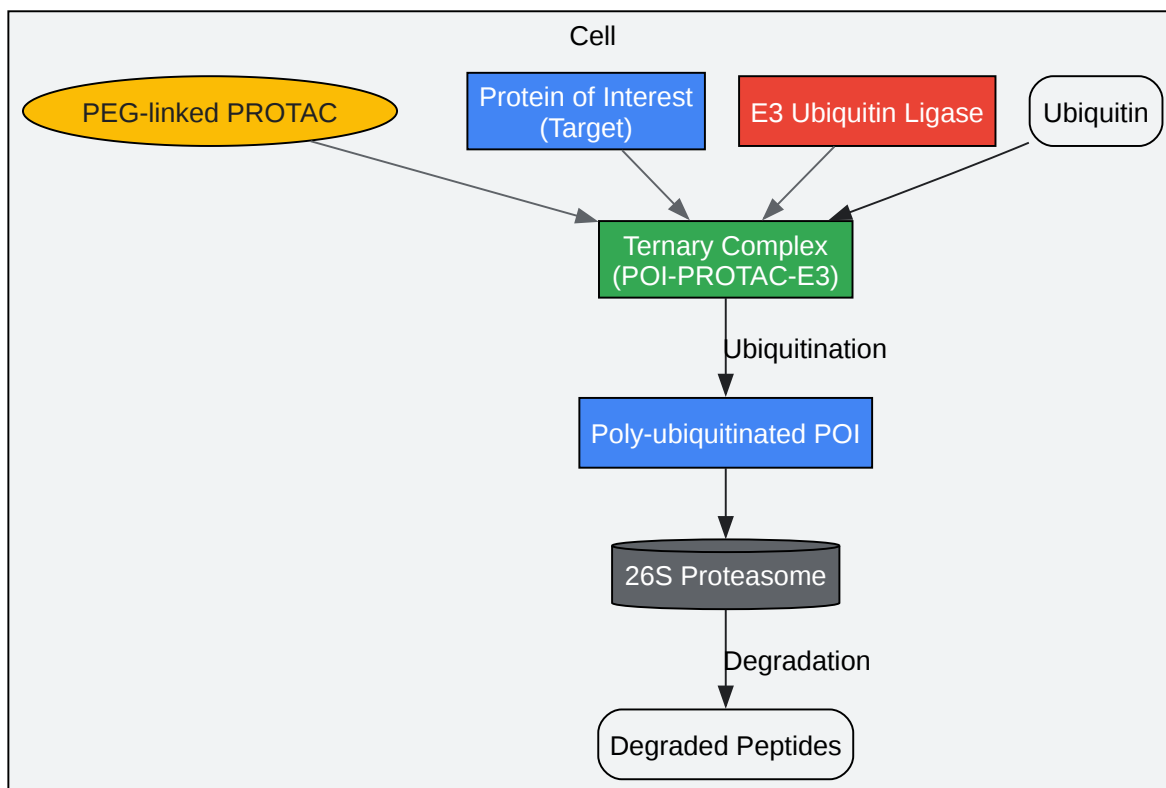 Cell
PEG-linked PROTAC
Protein of Interest
(Target)
E3 Ubiquitin Ligase
Ubiquitin
Ternary Complex
(POI-PROTAC-E3)
Ubiquitination
Poly-ubiquitinated POI
26S Proteasome
Degradation
Degraded Peptides